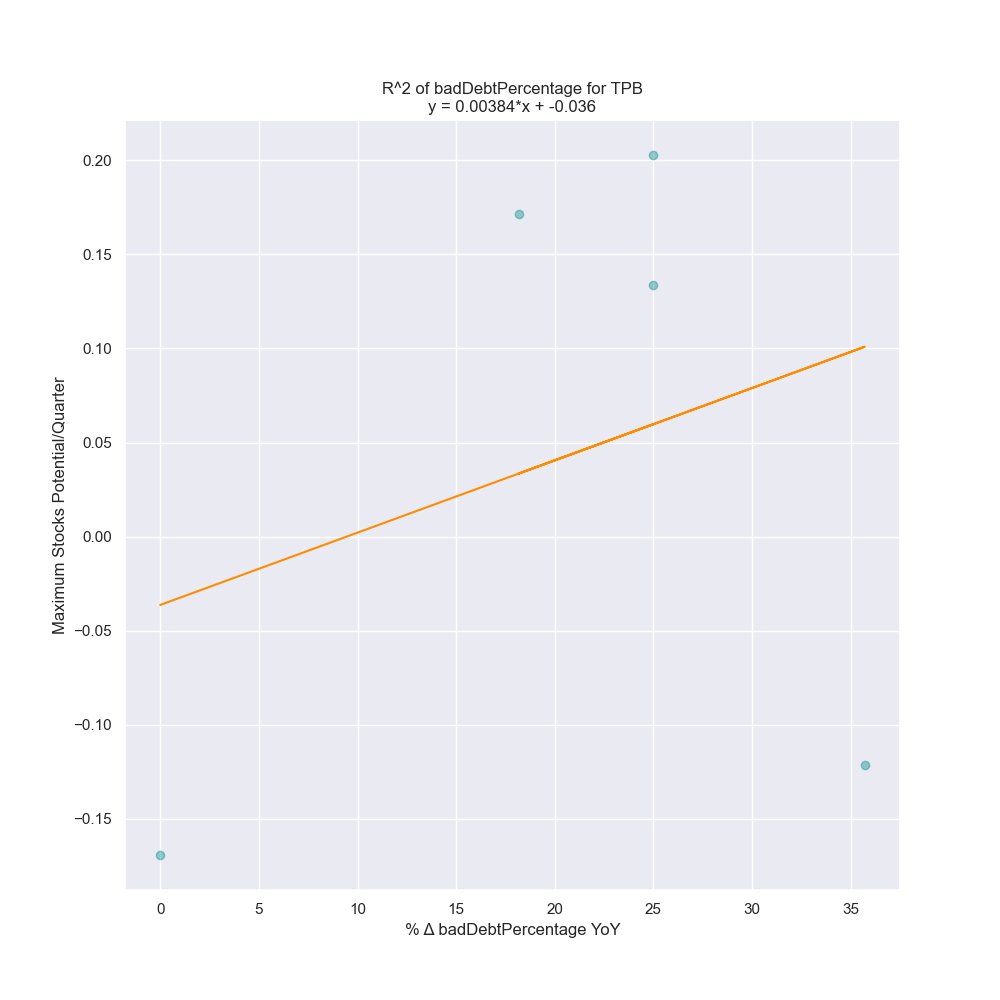 R^2 of badDebtPercentage for TPB
y = 0.00384*x + -0.036
Maximum Stocks Potential/Quarter
0.20
0.15
0.10
0.05
0.00
−0.05
−0.10
−0.15
0 5 10 15 20 25 30 35
% Δ badDebtPercentage YoY